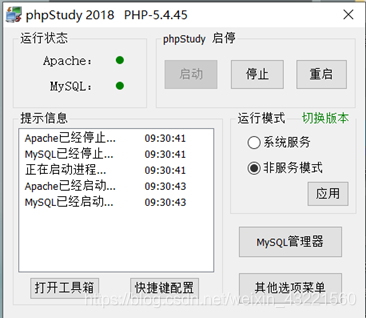 phpStudy 2018 PHP-5.4.45
运行状态
Apache:
MySQL:
phpStudy 启停
启动 停止 重启
提示信息
Apache已经停止... 09:30:41
MySQL已经停止... 09:30:41
正在启动进程... 09:30:41
Apache已经启动... 09:30:43
MySQL已经启动... 09:30:43
运行模式 切换版本
系统服务
非服务模式
应用
MySQL管理器
打开工具箱 快捷键配置 其他选项菜单
https://blog.csdn.net/weixin_43221560